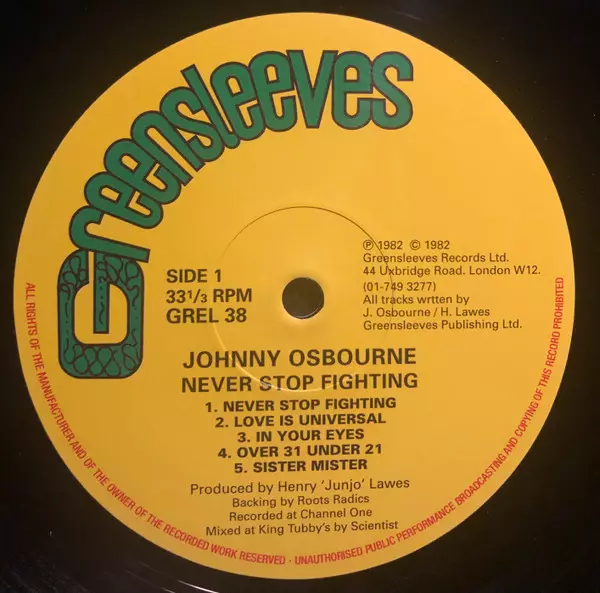 Greensleeves
SIDE 1
33 1/3 RPM
GREL 38
℗ 1982 © 1982
Greensleeves Records Ltd.
44 Uxbridge Road. London W12.
(01-749 3277)
All tracks wrtten by
J. Osbourne / H. Lawes
Greensleeves Publishing Ltd.
JOHNNY OSBOURNE
NEVER STOP FIGHTING
1. NEVER STOP FIGHTING
2. LOVE IS UNIVERSAL
3. IN YOUR EYES
4. OVER 31 UNDER 21
5. SISTER MISTER
Produced by Henry 'Junjo' Lawes
Backing by Roots Radics
Recorded at Channel One
Mixed at King Tubby's by Scientist
ALL RIGHTS OF THE MANUFACTURER AND OF THE OWNER OF THE RECORDED WORK RESERVED - UNAUTHORISED PUBLIC PERFORMANCE BROADCASTING AND COPYING OF THIS RECORD PROHIBITED